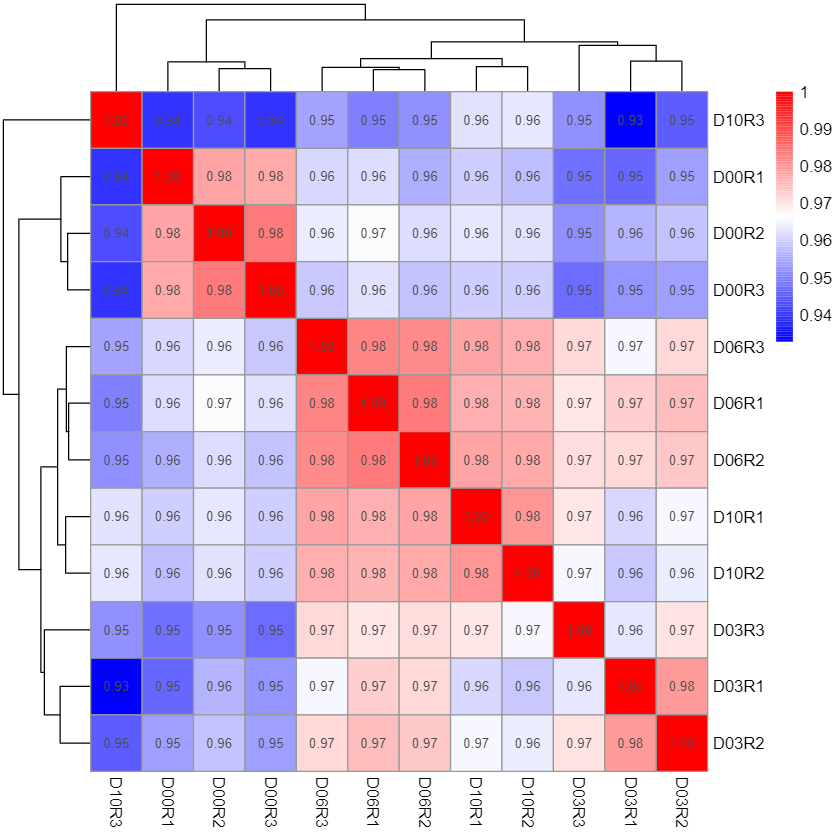 1
0.99
0.98
0.97
0.96
0.95
0.94
1.00 0.94 0.94 0.94 0.95 0.95 0.95 0.96 0.96 0.95 0.93 0.95 D10R3
0.94 1.00 0.98 0.98 0.96 0.96 0.96 0.96 0.96 0.95 0.95 0.95 D00R1
0.94 0.98 1.00 0.98 0.96 0.97 0.96 0.96 0.96 0.95 0.96 0.96 D00R2
0.94 0.98 0.98 1.00 0.96 0.96 0.96 0.96 0.96 0.95 0.95 0.95 D00R3
0.95 0.96 0.96 0.96 1.00 0.98 0.98 0.98 0.98 0.97 0.97 0.97 D06R3
0.95 0.96 0.97 0.96 0.98 1.00 0.98 0.98 0.98 0.97 0.97 0.97 D06R1
0.95 0.96 0.96 0.96 0.98 0.98 1.00 0.98 0.98 0.97 0.97 0.97 D06R2
0.96 0.96 0.96 0.96 0.98 0.98 0.98 1.00 0.98 0.97 0.96 0.97 D10R1
0.96 0.96 0.96 0.96 0.98 0.98 0.98 0.98 1.00 0.97 0.96 0.96 D10R2
0.95 0.95 0.95 0.95 0.97 0.97 0.97 0.97 0.97 1.00 0.96 0.97 D03R3
0.93 0.95 0.96 0.95 0.97 0.97 0.97 0.96 0.96 0.96 1.00 0.98 D03R1
0.95 0.95 0.96 0.95 0.97 0.97 0.97 0.97 0.96 0.97 0.98 1.00 D03R2
D10R3 D00R1 D00R2 D00R3 D06R3 D06R1 D06R2 D10R1 D10R2 D03R3 D03R1 D03R2